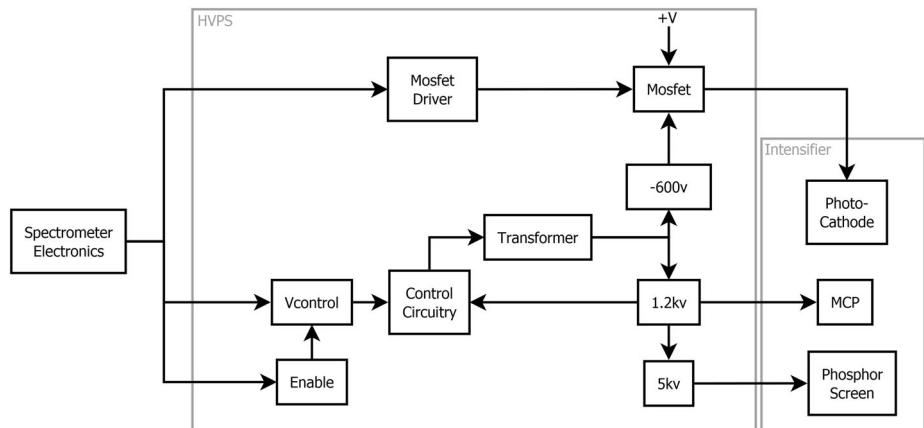 HVPS
+V
Mosfet
Driver
Mosfet
Intensifier
-600v
Photo-
Cathode
Spectrometer
Electronics
Transformer
Vcontrol
Control
Circuitry
1.2kv
MCP
Enable
5kv
Phosphor
Screen